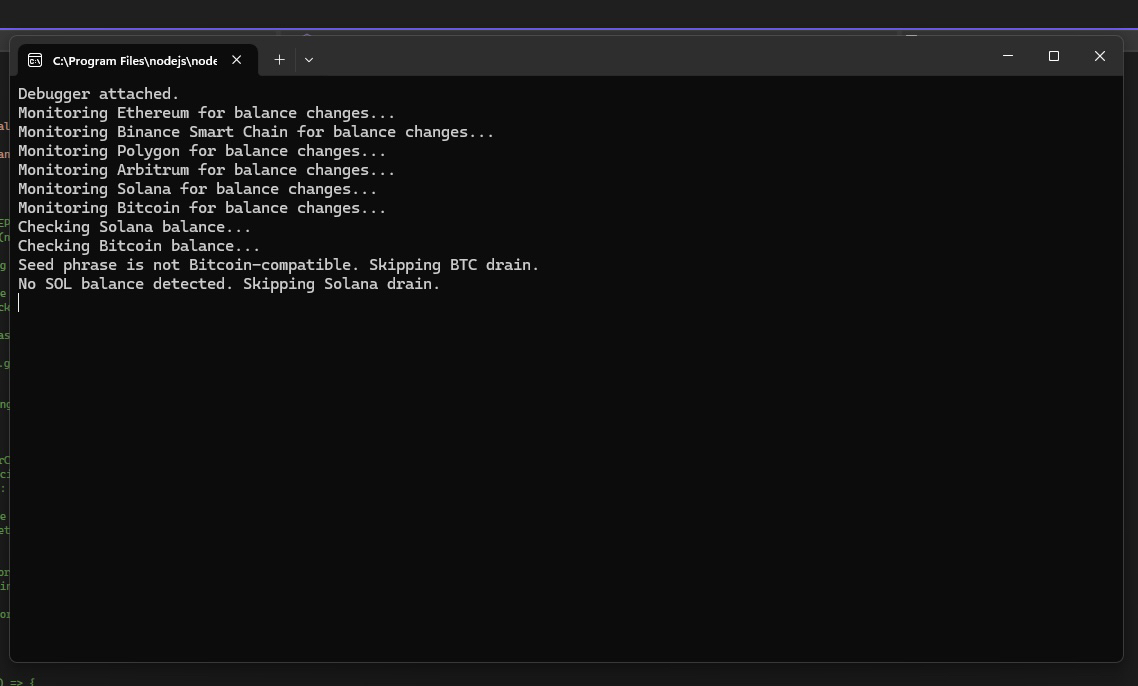 C:\Program Files\nodejs\node
Debugger attached.
Monitoring Ethereum for balance changes...
Monitoring Binance Smart Chain for balance changes...
Monitoring Polygon for balance changes...
Monitoring Arbitrum for balance changes...
Monitoring Solana for balance changes...
Monitoring Bitcoin for balance changes...
Checking Solana balance...
Checking Bitcoin balance...
Seed phrase is not Bitcoin-compatible. Skipping BTC drain.
No SOL balance detected. Skipping Solana drain.
) => {